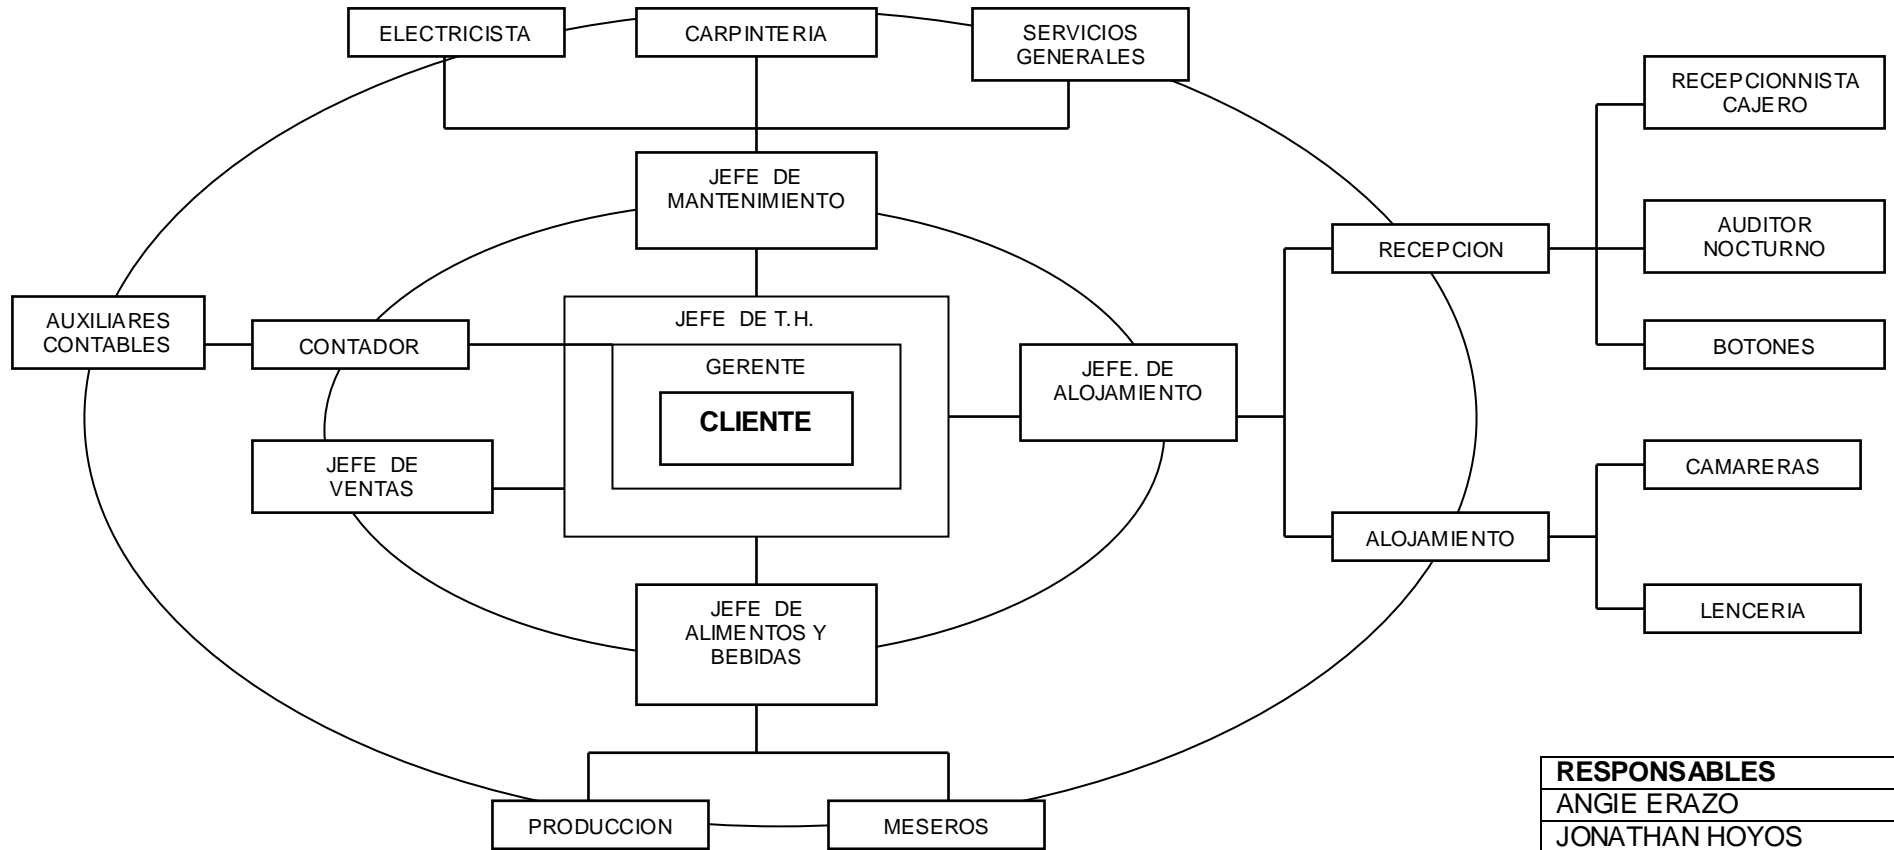 ELECTRICISTA
CARPINTERIA
SERVICIOS
GENERALES
RECEPCIONNISTA
CAJERO
JEFE DE
MANTENIMIENTO
RECEPCION
AUDITOR
NOCTURNO
AUXILIARES
CONTABLES
CONTADOR
JEFE DE T.H.
GERENTE
CLIENTE
JEFE. DE
ALOJAMIENTO
BOTONES
JEFE DE
VENTAS
CAMARERAS
ALOJAMIENTO
LENCERIA
JEFE DE
ALIMENTOS Y
BEBIDAS
PRODUCCION
MESEROS
RESPONSABLES
ANGIE ERAZO
JONATHAN HOYOS